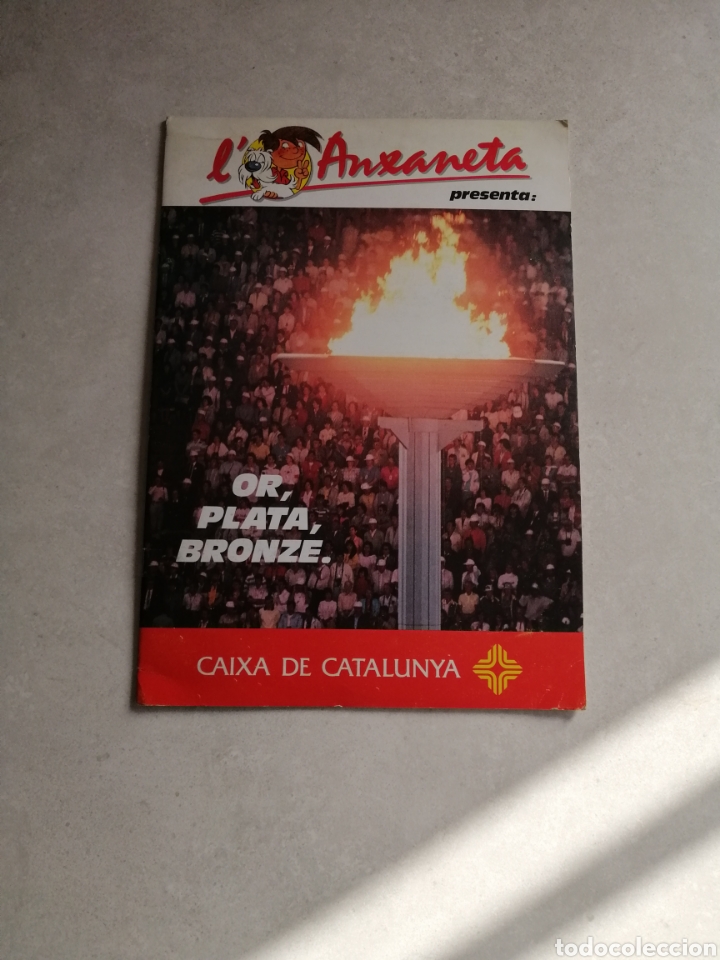 l'Anxaneta
presenta:
OR,
PLATA,
BRONZE.
CAIXA DE CATALUNYA
todocoleccion